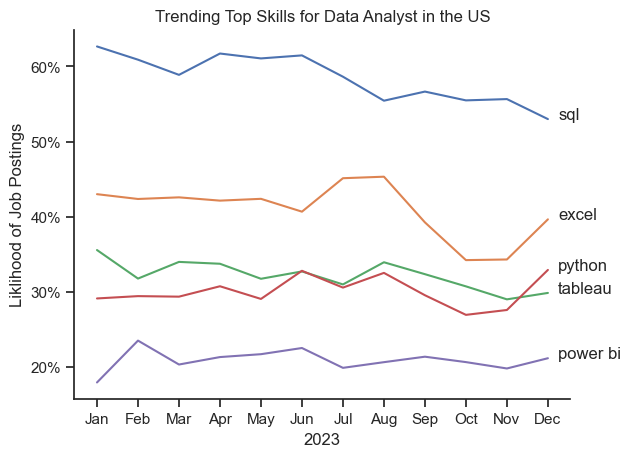 Trending Top Skills for Data Analyst in the US
Liklihood of Job Postings
60%
50%
40%
30%
20%
sql
excel
python
tableau
power bi
Jan Feb Mar Apr May Jun Jul Aug Sep Oct Nov Dec
2023